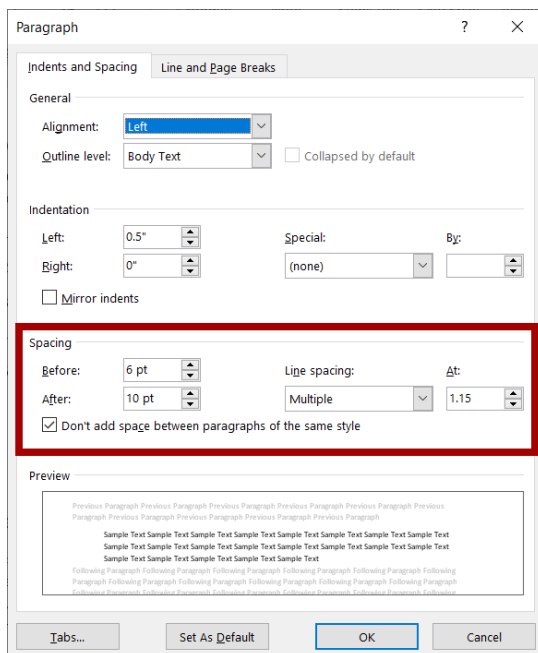 Paragraph ? ×
Indents and Spacing Line and Page Breaks
General
Alignment: Left
Outline level: Body Text Collapsed by default
Indentation
Left: 0.5" Special: By:
Right: 0" (none)
Mirror indents
Spacing
Before: 6 pt Line spacing: At:
After: 10 pt Multiple 1.15
Don't add space between paragraphs of the same style
Preview
Previous Paragraph Previous Paragraph Previous Paragraph Previous Paragraph Previous Paragraph Previous
Paragraph Previous Paragraph Previous Paragraph Previous Paragraph Previous Paragraph
Sample Text Sample Text Sample Text Sample Text Sample Text Sample Text Sample Text Sample Text
Sample Text Sample Text Sample Text Sample Text Sample Text Sample Text Sample Text Sample Text
Sample Text Sample Text Sample Text Sample Text Sample Text
Following Paragraph Following Paragraph Following Paragraph Following Paragraph Following Paragraph Following
Paragraph Following Paragraph Following Paragraph Following Paragraph Following Paragraph Following Paragraph
Following Paragraph Following Paragraph Following Paragraph Following Paragraph Following Paragraph Following
Tabs... Set As Default OK Cancel